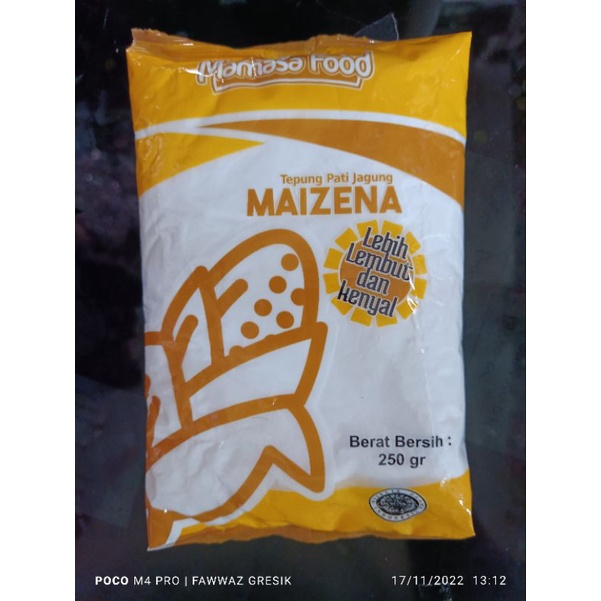 Mamasa Food
Tepung Pati Jagung
MAIZENA
Lebih
Lembut
dan
kenyal
Berat Bersih :
250 gr
POCO M4 PRO | FAWWAZ GRESIK
17/11/2022 13:12